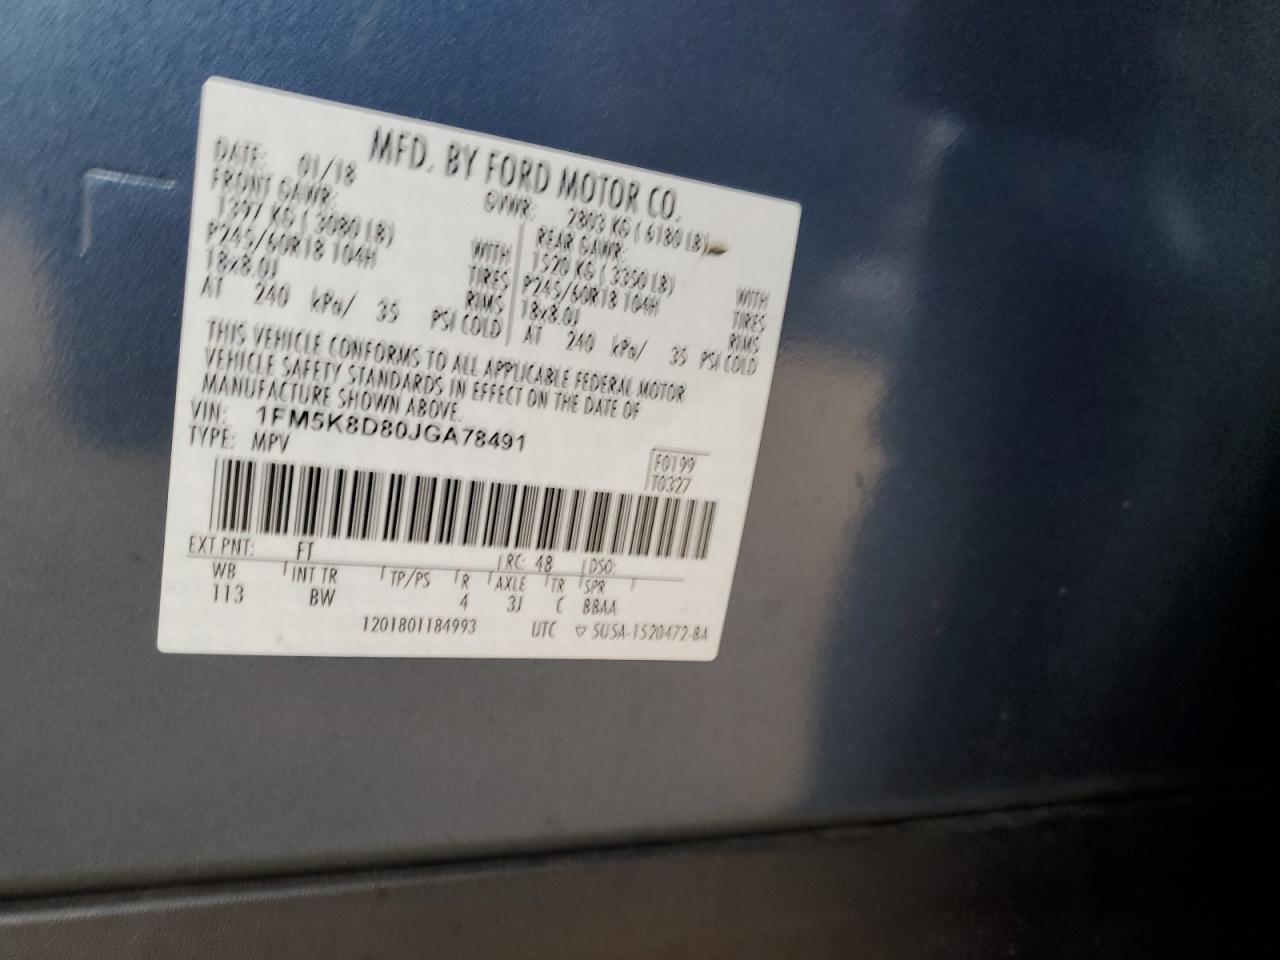 MFD. BY FORD MOTOR CO.
DATE: 01/18 GVWR: 2803 KG ( 6180 LB)
FRONT GAWR: REAR GAWR:
1397 KG ( 3080 LB) WITH 1520 KG ( 3350 LB) WITH
P245/60R18 104H TIRES P245/60R18 104H TIRES
18x8.0J RIMS 18x8.0J RIMS
AT 240 kPa/ 35 PSI COLD AT 240 kPa/ 35 PSI COLD
THIS VEHICLE CONFORMS TO ALL APPLICABLE FEDERAL MOTOR
VEHICLE SAFETY STANDARDS IN EFFECT ON THE DATE OF
MANUFACTURE SHOWN ABOVE.
VIN: 1FM5K8D80JGA78491
TYPE: MPV
F0T99
T0327
EXT PNT: FT RC: 48 DSO:
WB INT TR TP/PS R AXLE TR SPR
113 BW 4 3J C BBAA
1201801184993 UTC ▽ SU5A-1520472-BA